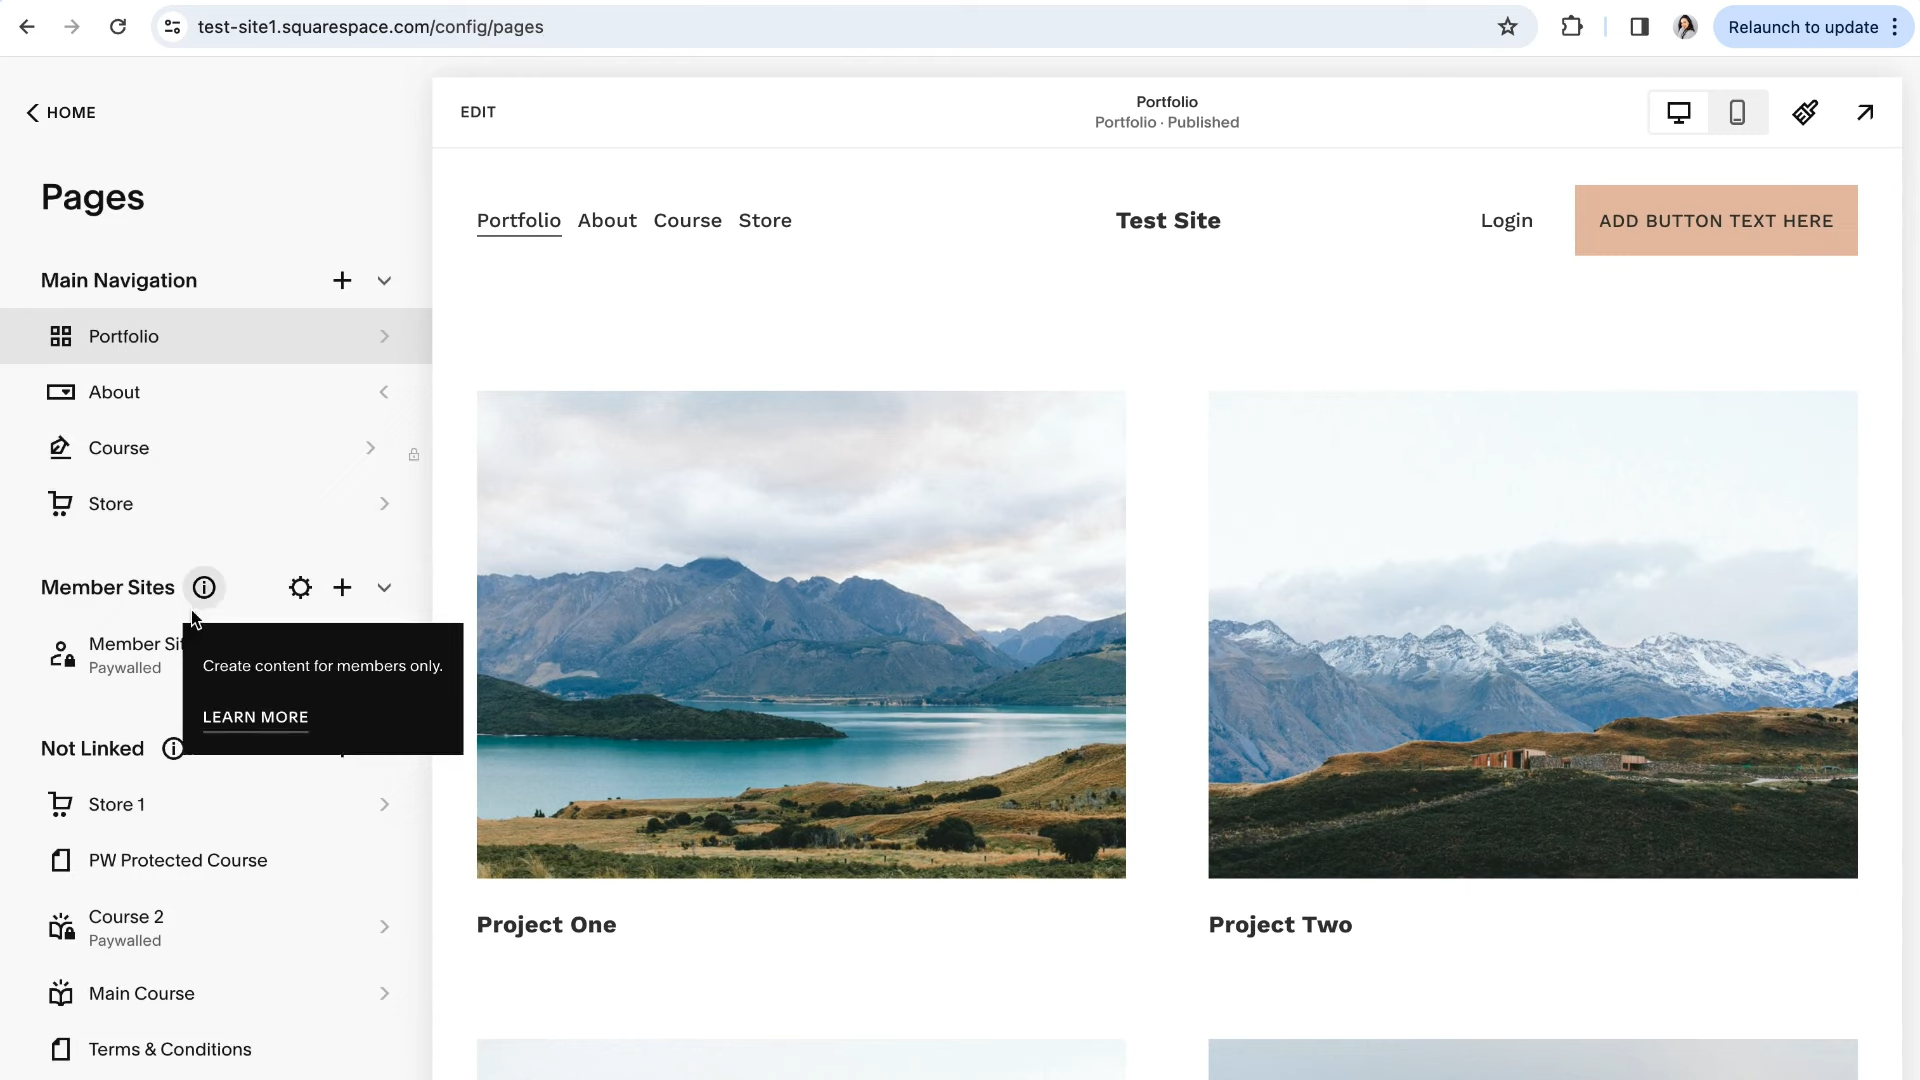 test-site1.squarespace.com/config/pages
Relaunch to update
HOME
Pages
Main Navigation
Portfolio
About
Course
Store
Member Sites
Member Sit
Paywalled
Create content for members only.
LEARN MORE
Not Linked
Store 1
PW Protected Course
Course 2
Paywalled
Main Course
Terms & Conditions
EDIT
Portfolio
Portfolio · Published
Portfolio About Course Store
Test Site
Login
ADD BUTTON TEXT HERE
Project One
Project Two